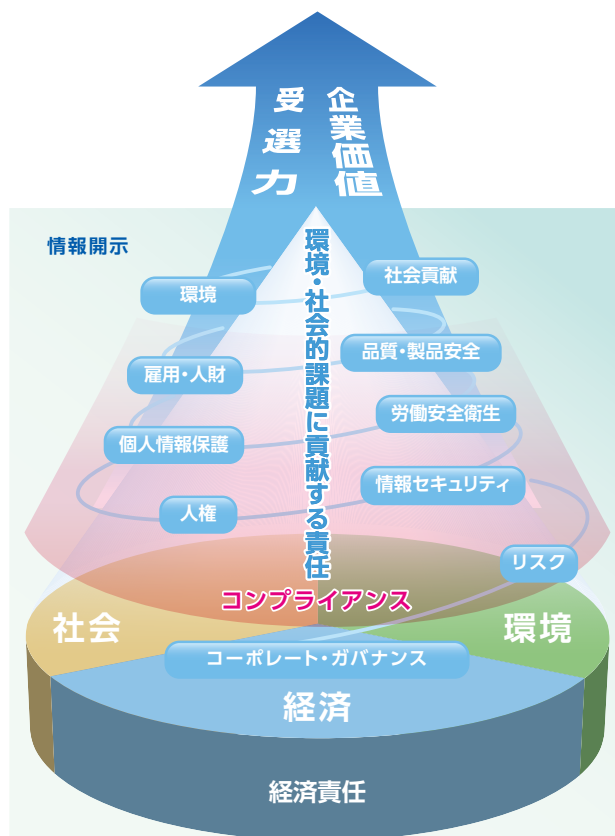 企業価値
受選力
情報開示
環境・社会的課題に貢献する責任
社会貢献
環境
品質・製品安全
雇用・人財
労働安全衛生
個人情報保護
情報セキュリティ
人権
リスク
コンプライアンス
社会
環境
コーポレート・ガバナンス
経済
経済責任